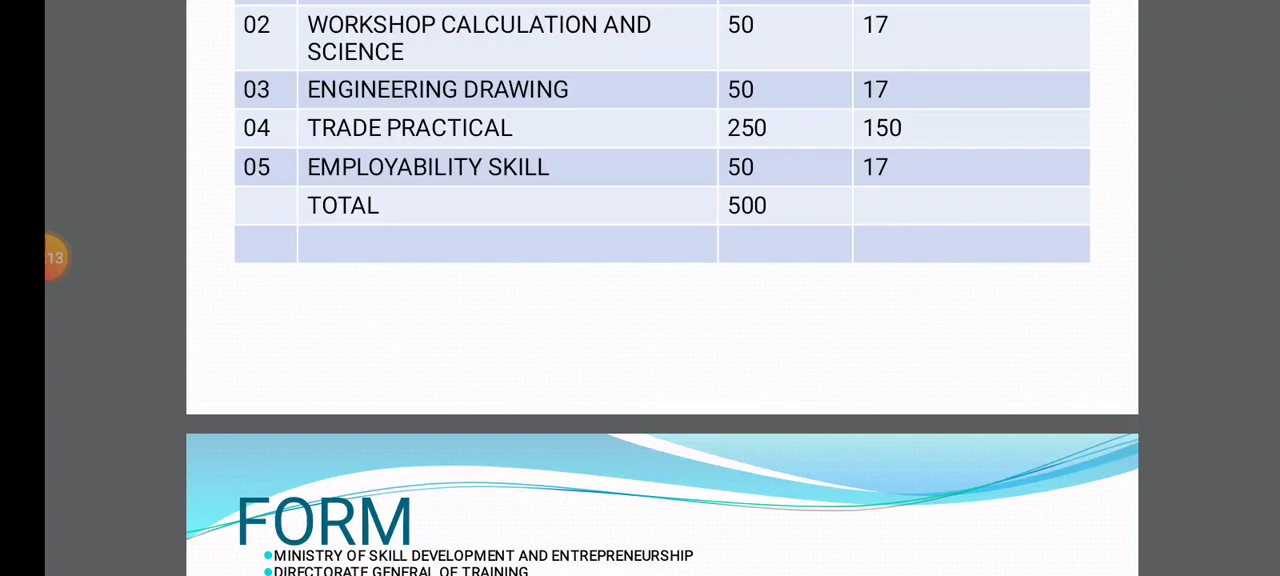 02 WORKSHOP CALCULATION AND 50 17
SCIENCE
03 ENGINEERING DRAWING 50 17
04 TRADE PRACTICAL 250 150
05 EMPLOYABILITY SKILL 50 17
TOTAL 500
:13
FORM
MINISTRY OF SKILL DEVELOPMENT AND ENTREPRENEURSHIP
DIRECTORATE GENERAL OF TRAINING